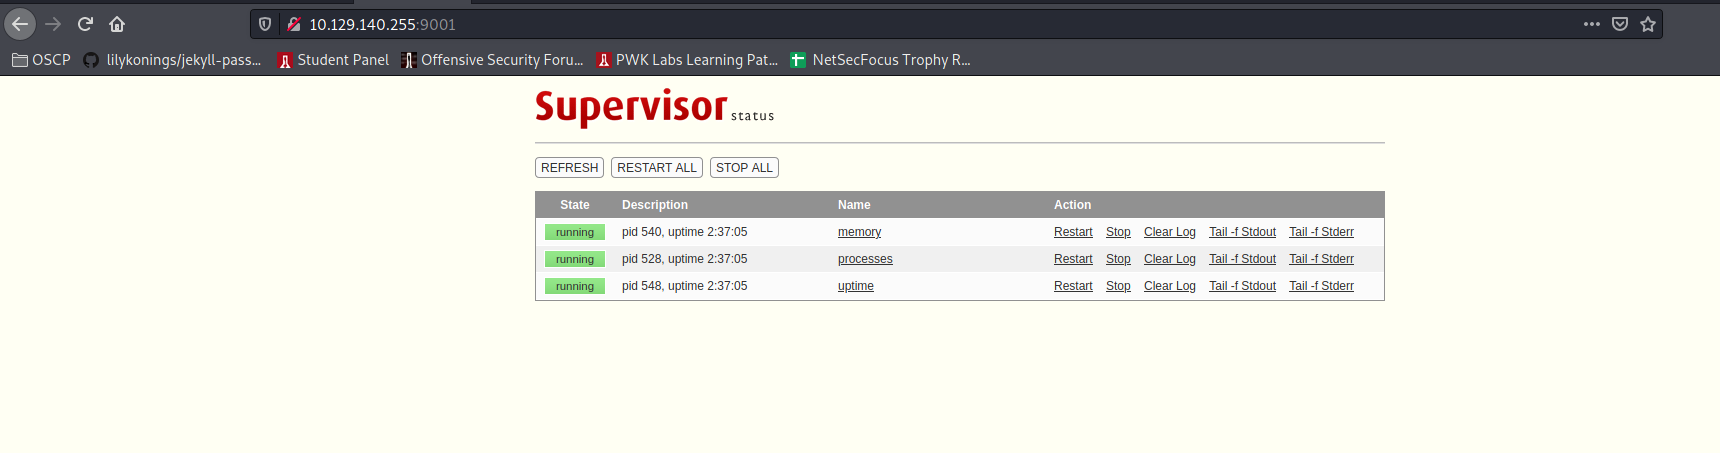 10.129.140.255:9001
OSCP lilykonings/jekyll-pass... Student Panel Offensive Security Foru... PWK Labs Learning Pat... NetSecFocus Trophy R...
Supervisor status
REFRESH RESTART ALL STOP ALL
State Description Name Action
running pid 540, uptime 2:37:05 memory Restart Stop Clear Log Tail -f Stdout Tail -f Stderr
running pid 528, uptime 2:37:05 processes Restart Stop Clear Log Tail -f Stdout Tail -f Stderr
running pid 548, uptime 2:37:05 uptime Restart Stop Clear Log Tail -f Stdout Tail -f Stderr